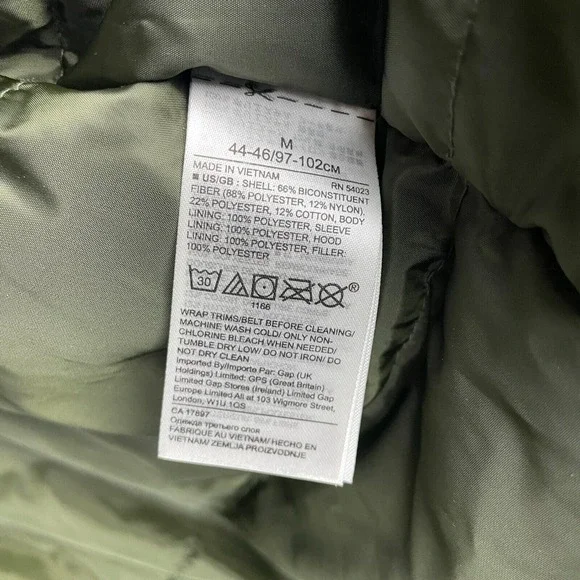 M
44-46/97-102CM
MADE IN VIETNAM RN 54023
■ US/GB : SHELL: 66% BICONSTITUENT
FIBER (88% POLYESTER, 12% NYLON),
22% POLYESTER, 12% COTTON, BODY
LINING: 100% POLYESTER, SLEEVE
LINING: 100% POLYESTER, HOOD
LINING: 100% POLYESTER, FILLER:
100% POLYESTER
30 ®
1166
WRAP TRIMS/BELT BEFORE CLEANING/
MACHINE WASH COLD/ ONLY NON-
CHLORINE BLEACH WHEN NEEDED/
TUMBLE DRY LOW/ DO NOT IRON/ DO
NOT DRY CLEAN
Imported By/Importe Par: Gap (UK
Holdings) Limited: GPS (Great Britain)
Limited Gap Stores (Ireland) Limited Gap
Europe Limited All at 103 Wigmore Street,
London, W1U 1QS
CA 17897
третьего слоя
FABRIQUÉ AU VIETNAM/ HECHO EN
VIETNAM/ ZEMLJA PROIZVODNJE